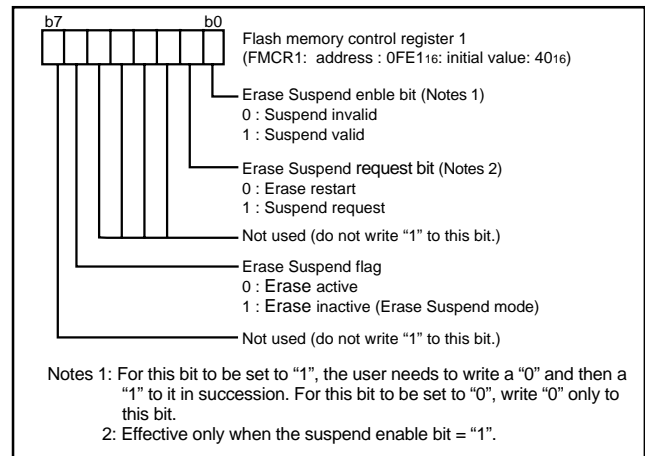 b7 b0
Flash memory control register 1
(FMCR1: address : 0FE116: initial value: 4016)
Erase Suspend enble bit (Notes 1)
0 : Suspend invalid
1 : Suspend valid
Erase Suspend request bit (Notes 2)
0 : Erase restart
1 : Suspend request
Not used (do not write “1” to this bit.)
Erase Suspend flag
0 : Erase active
1 : Erase inactive (Erase Suspend mode)
Not used (do not write “1” to this bit.)
Notes 1: For this bit to be set to “1”, the user needs to write a “0” and then a
“1” to it in succession. For this bit to be set to “0”, write “0” only to
this bit.
2: Effective only when the suspend enable bit = “1”.